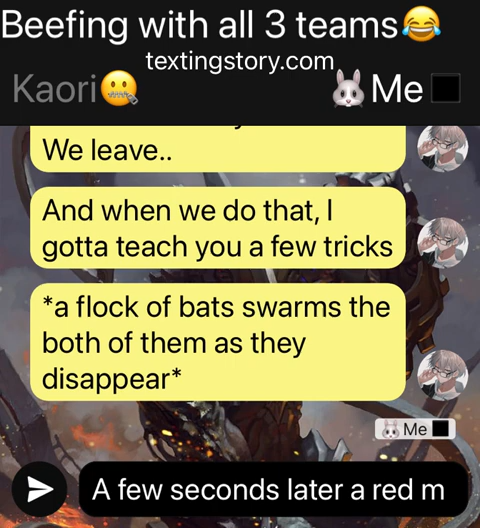 Beefing with all 3 teams😂
textingstory.com
Kaori🤐
🐰Me⬛
We leave..
And when we do that, I
gotta teach you a few tricks
*a flock of bats swarms the
both of them as they
disappear*
🐰Me⬛
A few seconds later a red m